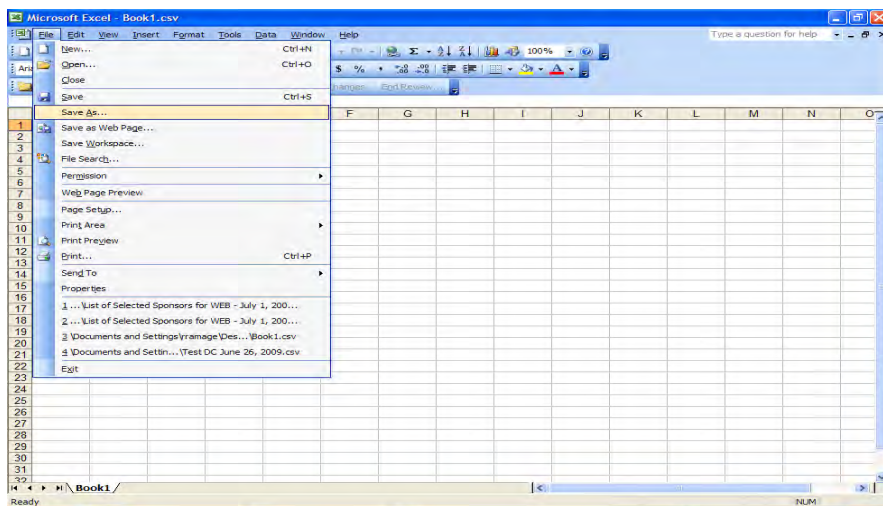 Microsoft Excel - Book1.csv
File Edit View Insert Format Tools Data Window Help
Type a question for help
New... Ctrl+N
Open... Ctrl+O
Close
Save Ctrl+S
Save As...
Save as Web Page...
Save Workspace...
File Search...
Permission
Web Page Preview
Page Setup...
Print Area
Print Preview
Print... Ctrl+P
Send To
Properties
1 ...\List of Selected Sponsors for WEB - July 1, 200...
2 ...\List of Selected Sponsors for WEB - July 1, 200...
3 \Documents and Settings\rramage\Des...\Book1.csv
4 \Documents and Settin...\Test DC June 26, 2009.csv
Exit
100%
Ari
$ % ,
End Review
F G H I J K L M N O
1
2
3
4
5
6
7
8
9
10
11
12
13
14
15
16
17
18
19
20
21
22
23
24
25
26
27
28
29
30
31
32
Book1
Ready
NUM